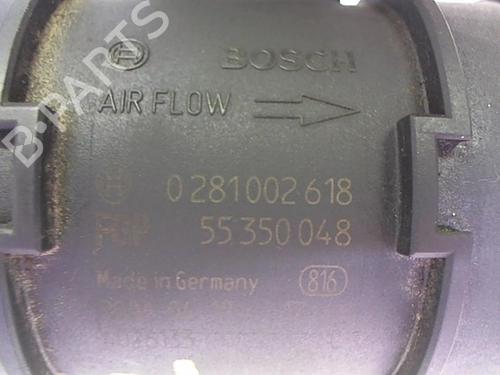 BOSCH
AIR FLOW
0 281 002 618
55 350 048
Made in Germany 816
B-PARTS